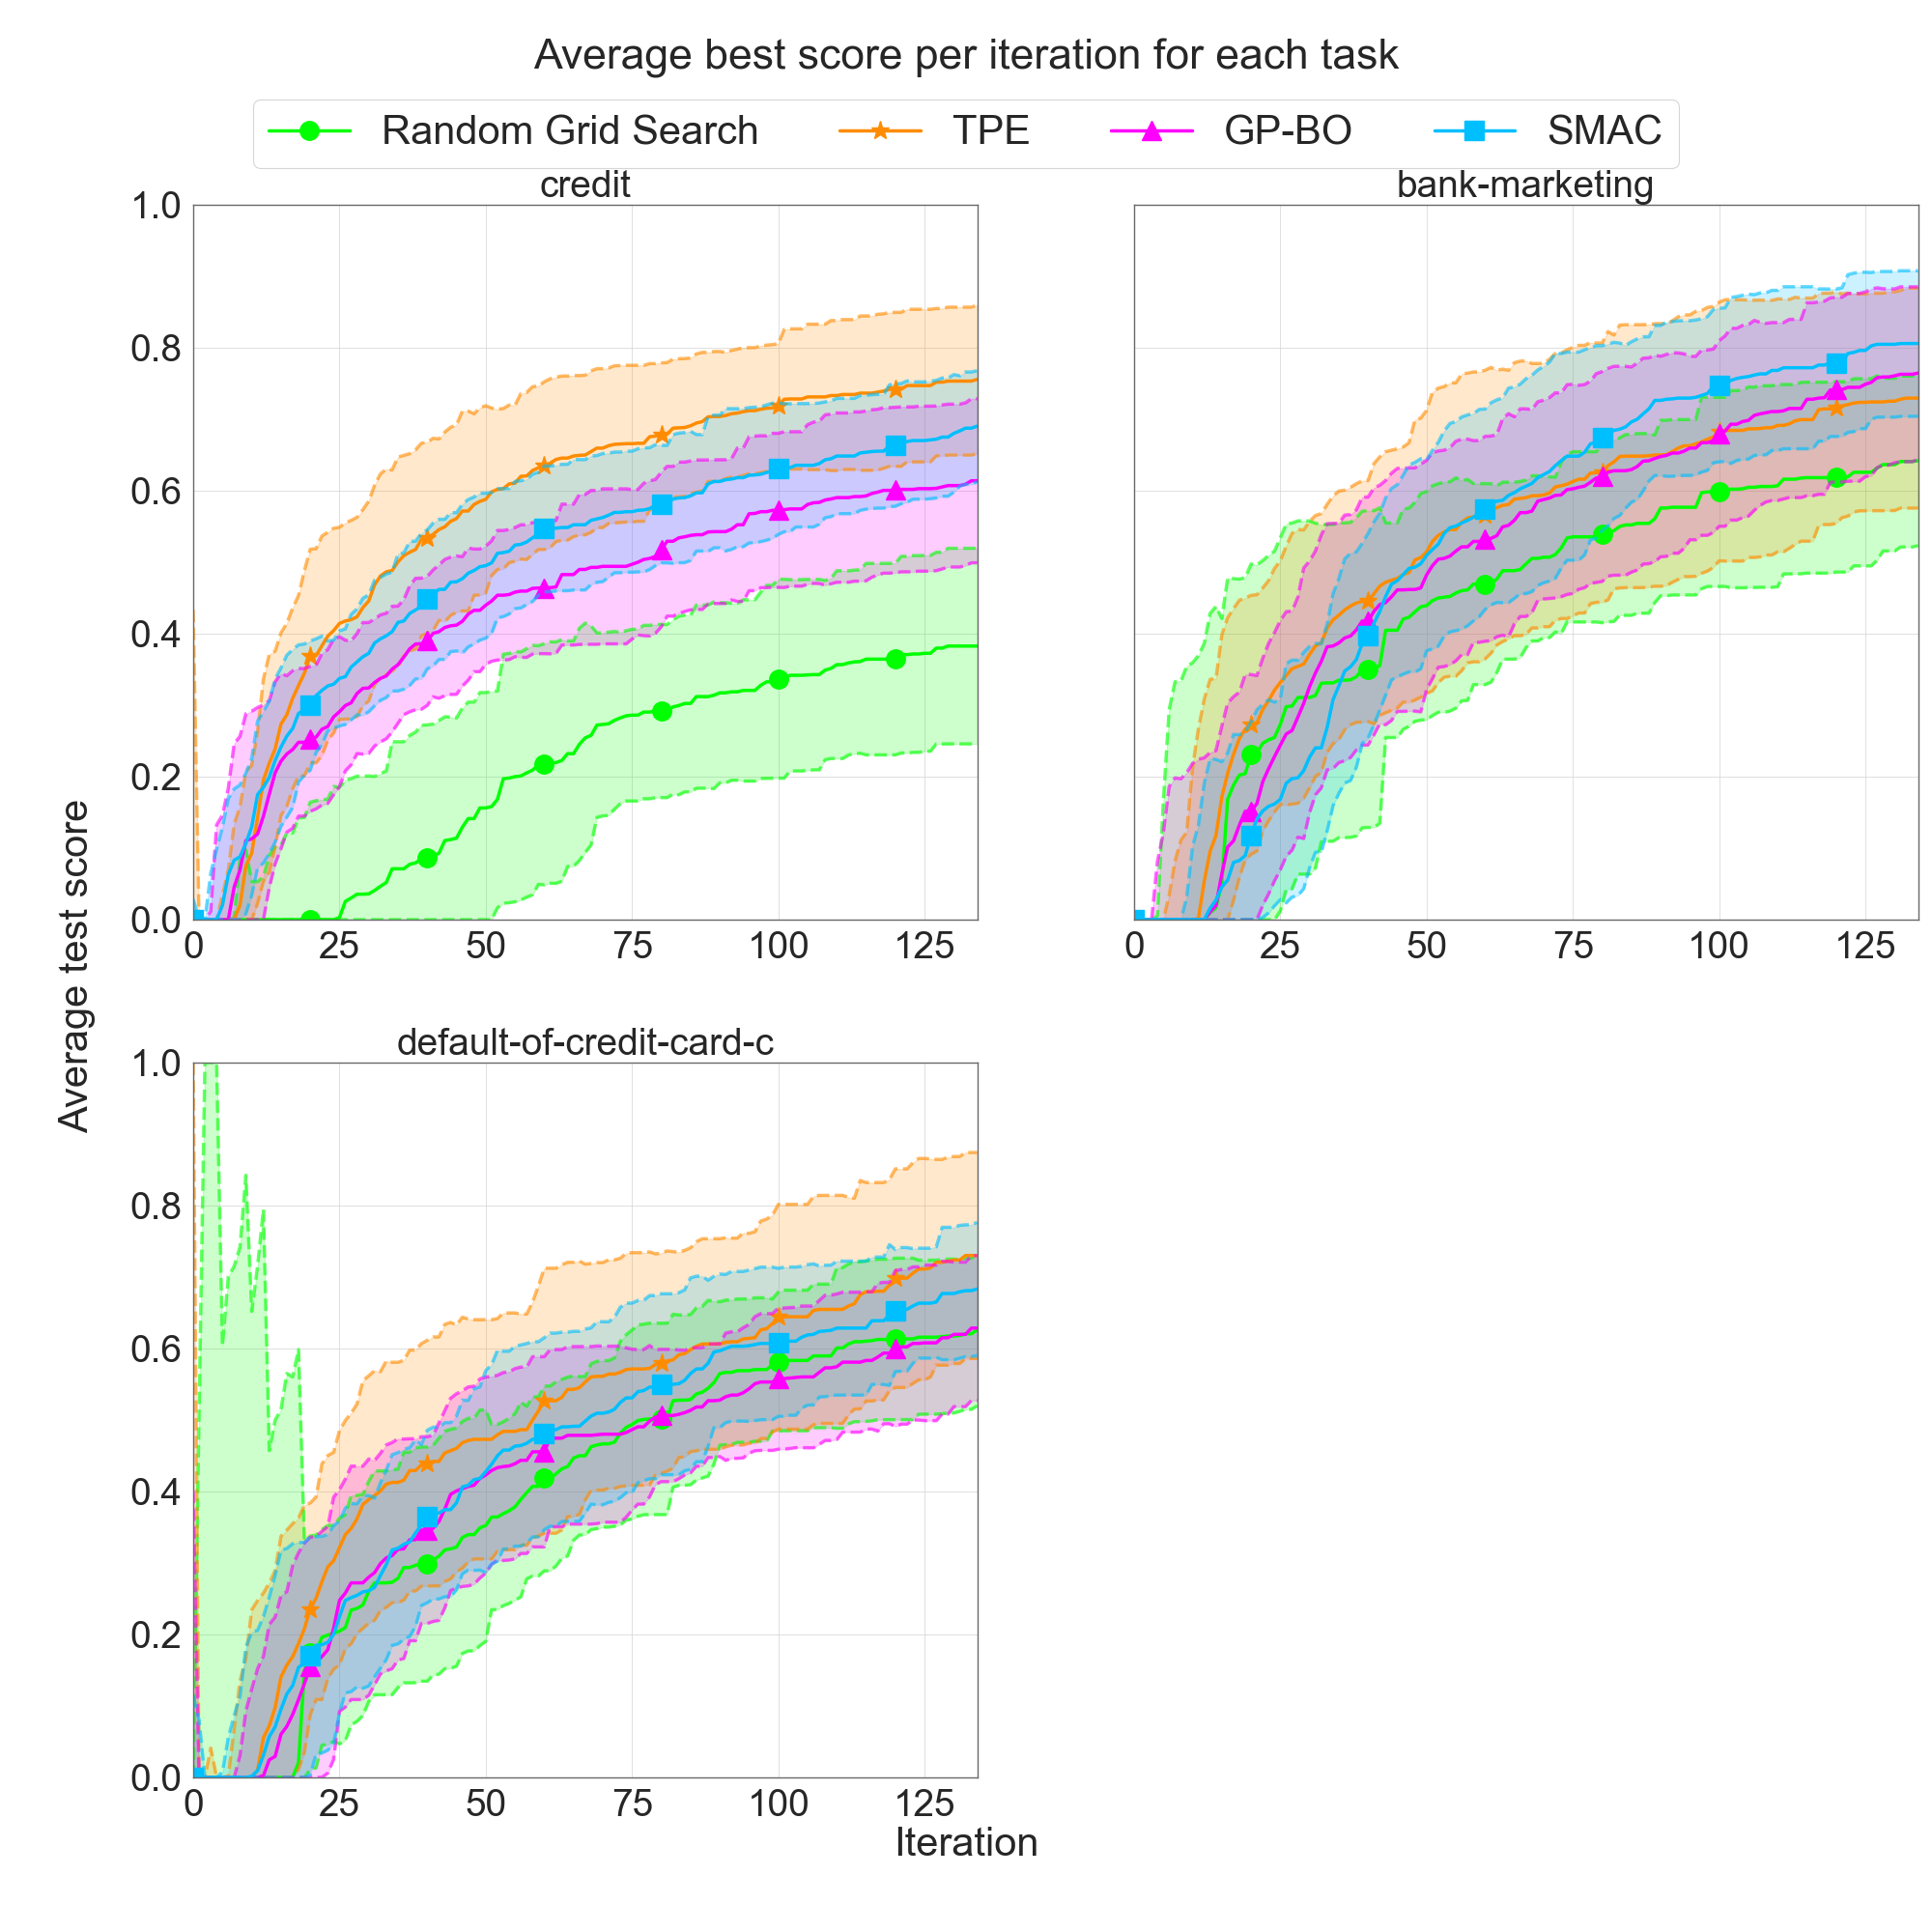 Average best score per iteration for each task
Random Grid Search TPE GP-BO SMAC
credit
1.0
0.8
0.6
0.4
0.2
0.0
0 25 50 75 100 125
bank-marketing
0 25 50 75 100 125
Average test score
default-of-credit-card-c
1.0
0.8
0.6
0.4
0.2
0.0
0 25 50 75 100 125
Iteration